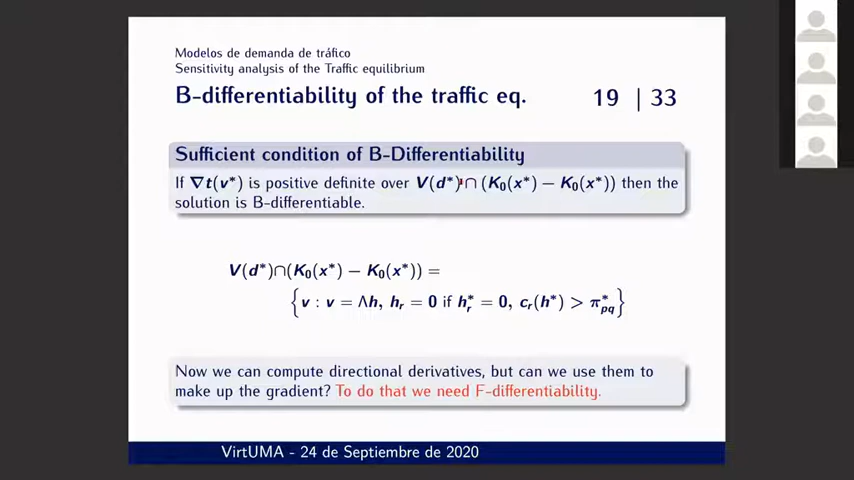 Modelos de demanda de tráfico
Sensitivity analysis of the Traffic equilibrium
B-differentiability of the traffic eq. 19 | 33
Sufficient condition of B-Differentiability
If ∇t(v*) is positive definite over V(d*)∩(K₀(x*) − K₀(x*)) then the
solution is B-differentiable.
V(d*)∩(K₀(x*) − K₀(x*)) =
{v : v = Λh, hᵣ = 0 if hᵣ* = 0, cᵣ(h*) > π*pq}
Now we can compute directional derivatives, but can we use them to
make up the gradient? To do that we need F-differentiability.
VirtUMA - 24 de Septiembre de 2020